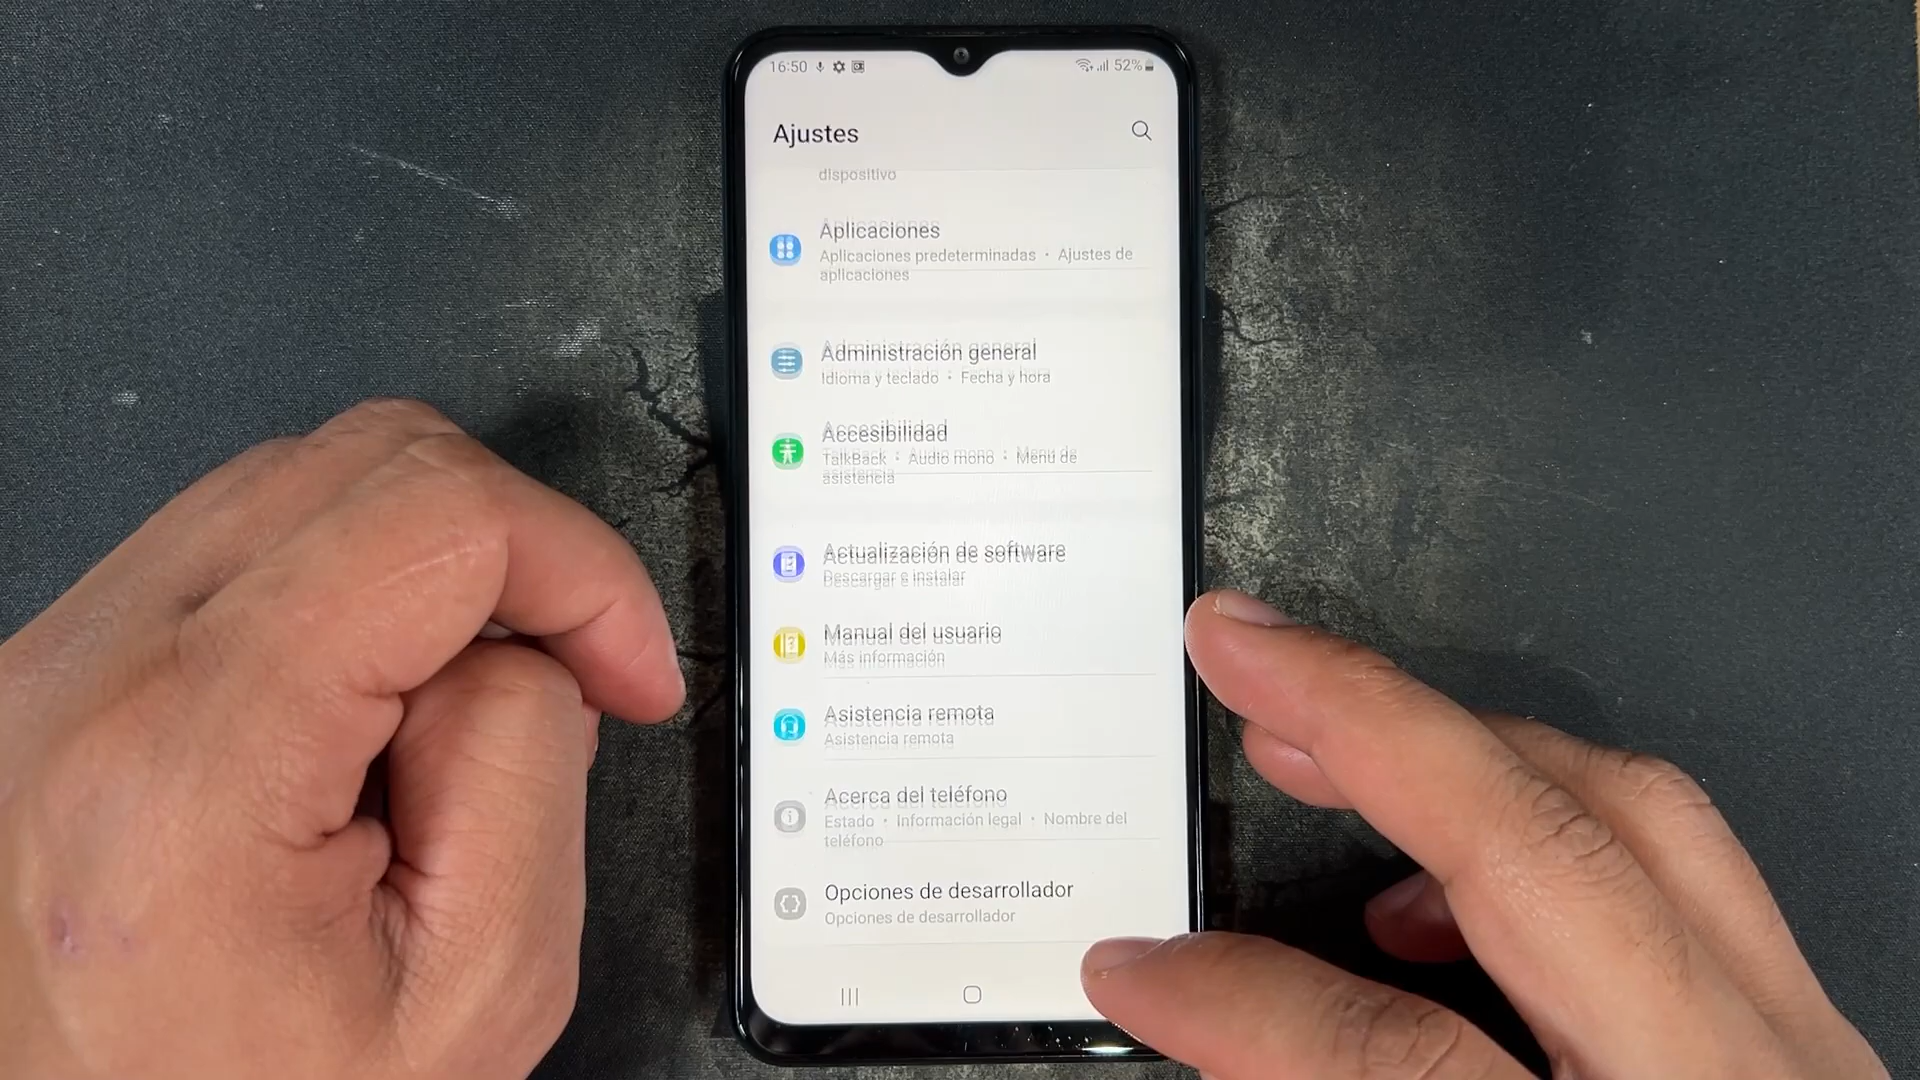 16:50 52%
Ajustes
dispositivo
Aplicaciones
Aplicaciones predeterminadas • Ajustes de
aplicaciones
Administración general
Idioma y teclado • Fecha y hora
Accesibilidad
TalkBack • Audio mono • Menú de
asistencia
Actualización de software
Descargar e instalar
Manual del usuario
Más información
Asistencia remota
Asistencia remota
Acerca del teléfono
Estado • Información legal • Nombre del
teléfono
Opciones de desarrollador
Opciones de desarrollador